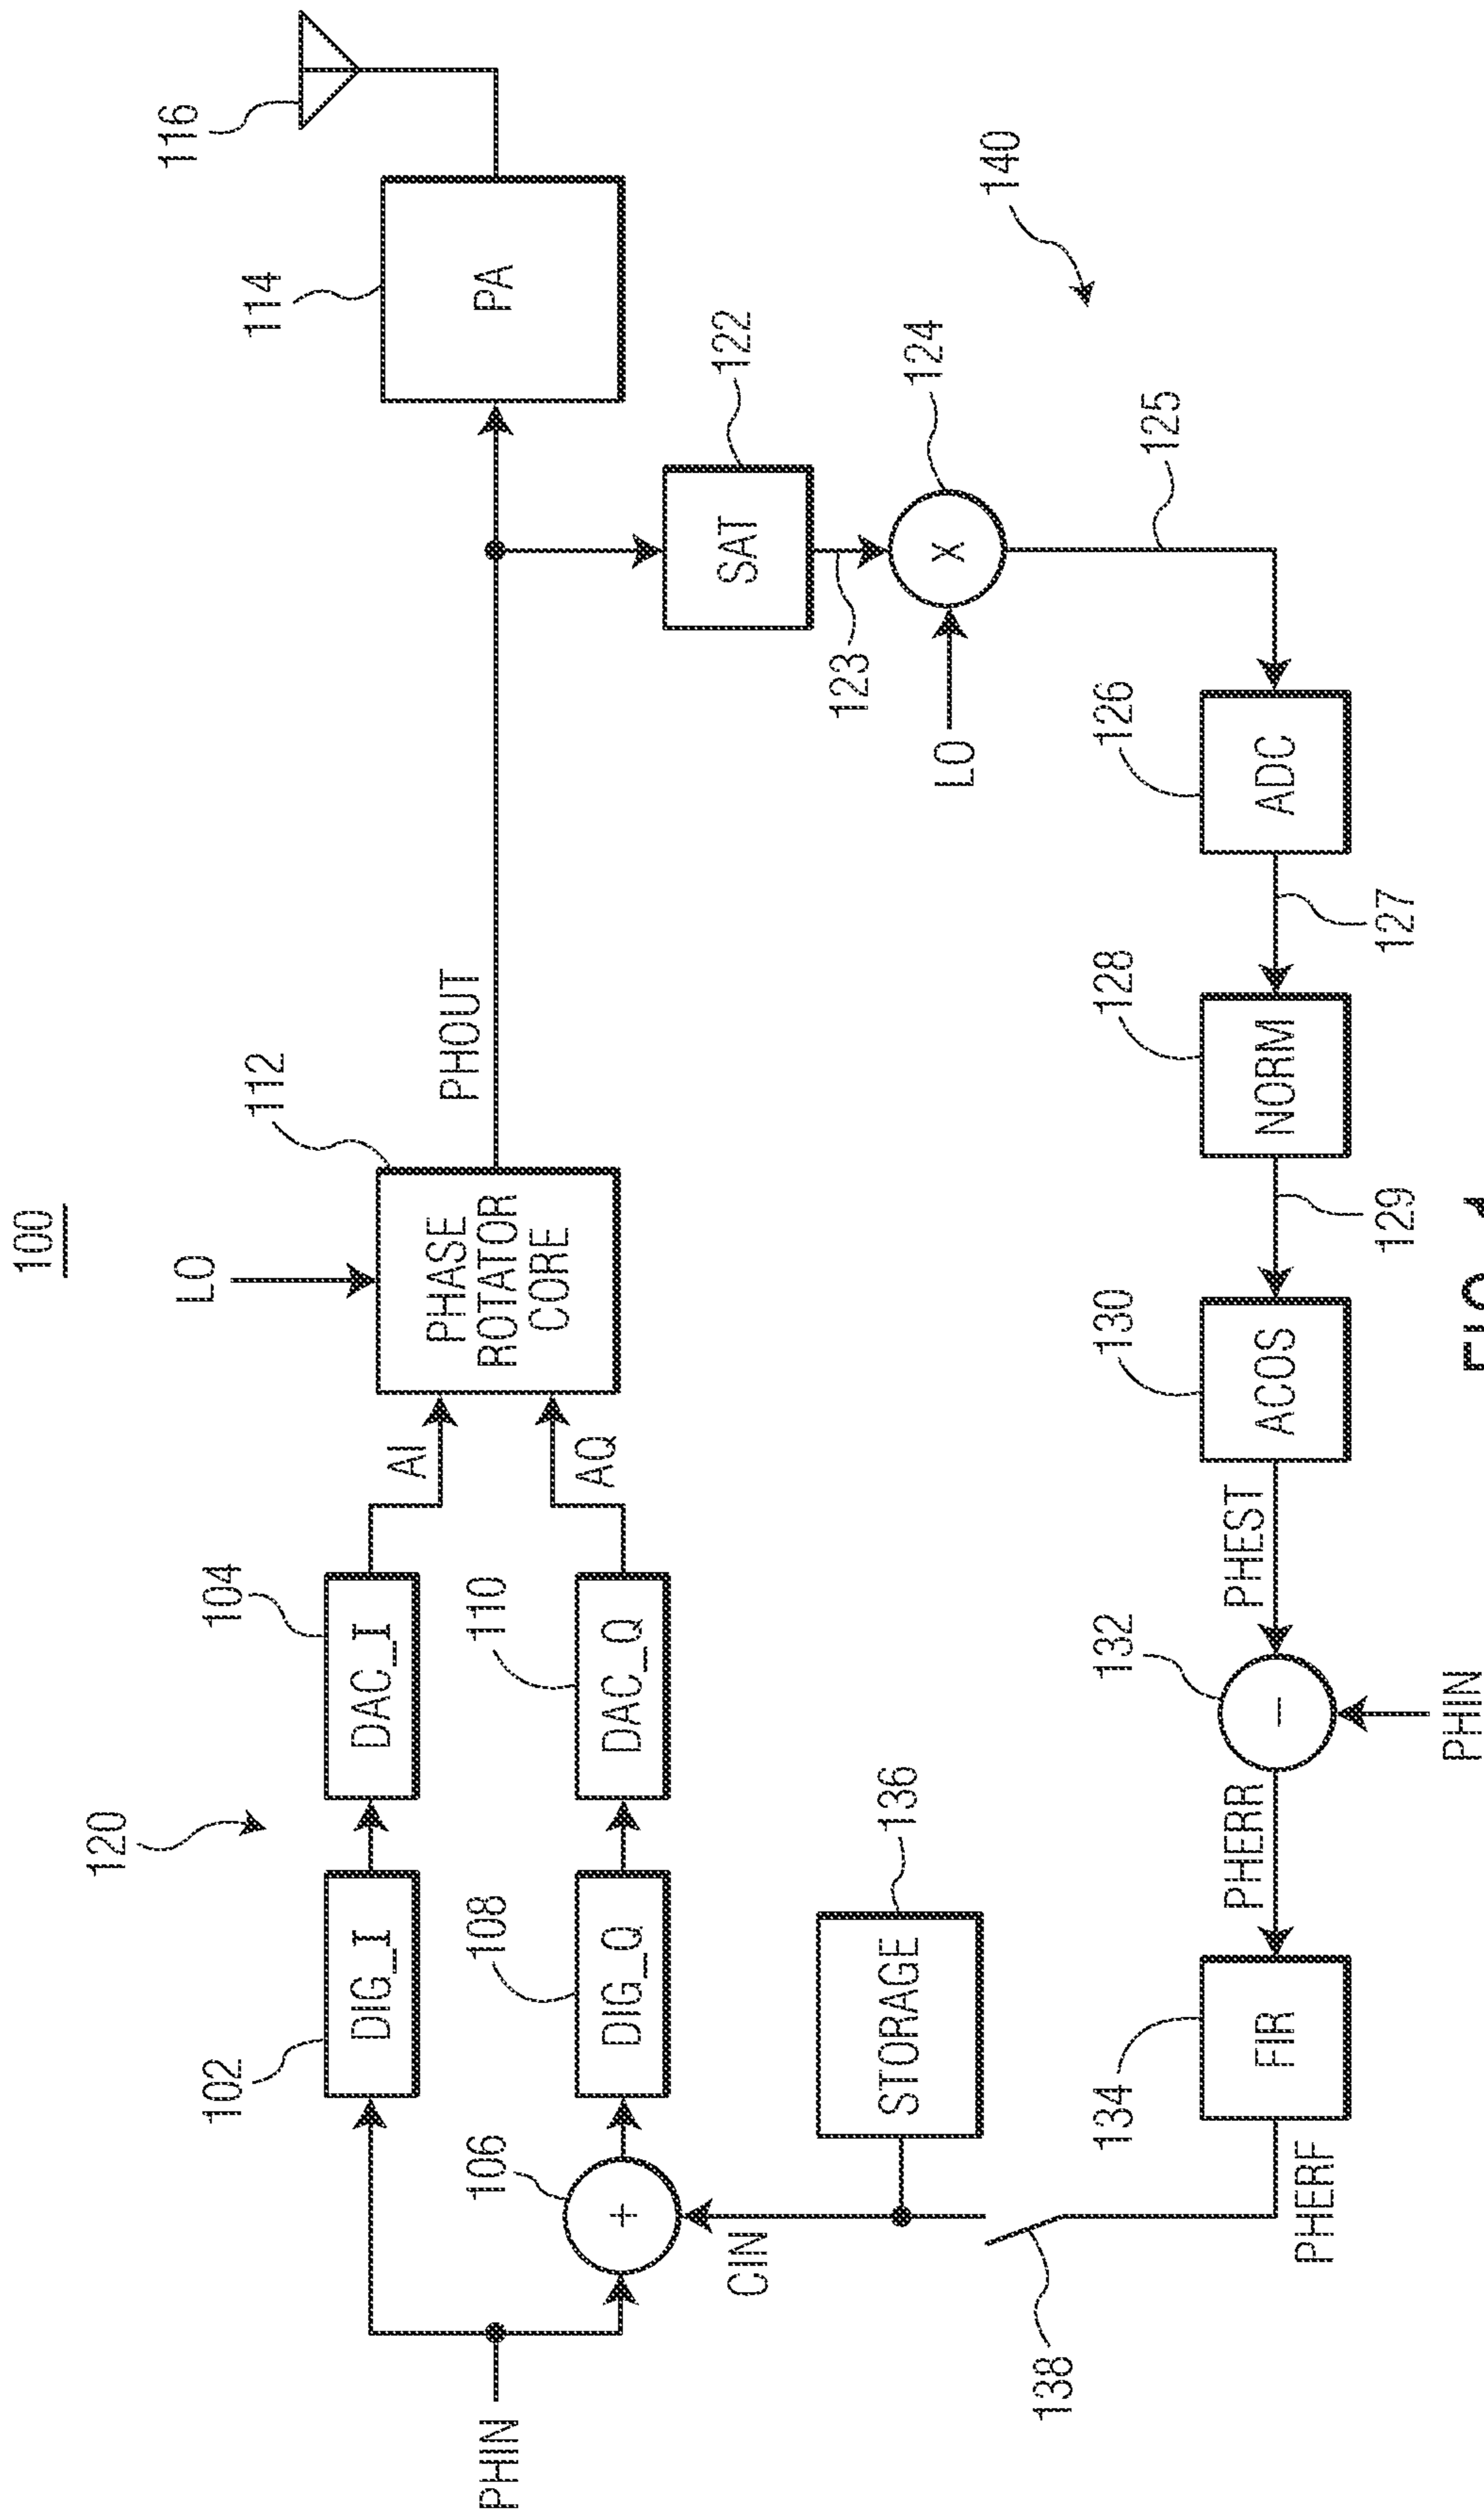 100
120
102
DIG_I
104
DAC_I
AI
LO
112
PHASE
ROTATOR
CORE
PHOUT
114
PA
116
PHIN
106
+
108
DIG_Q
110
DAC_Q
AQ
CIN
136
STORAGE
138
122
SAT
123
LO
124
X
140
125
PHERF
134
FIR
PHERR
132
−
PHIN
PHEST
130
ACOS
129
128
NORM
127
126
ADC